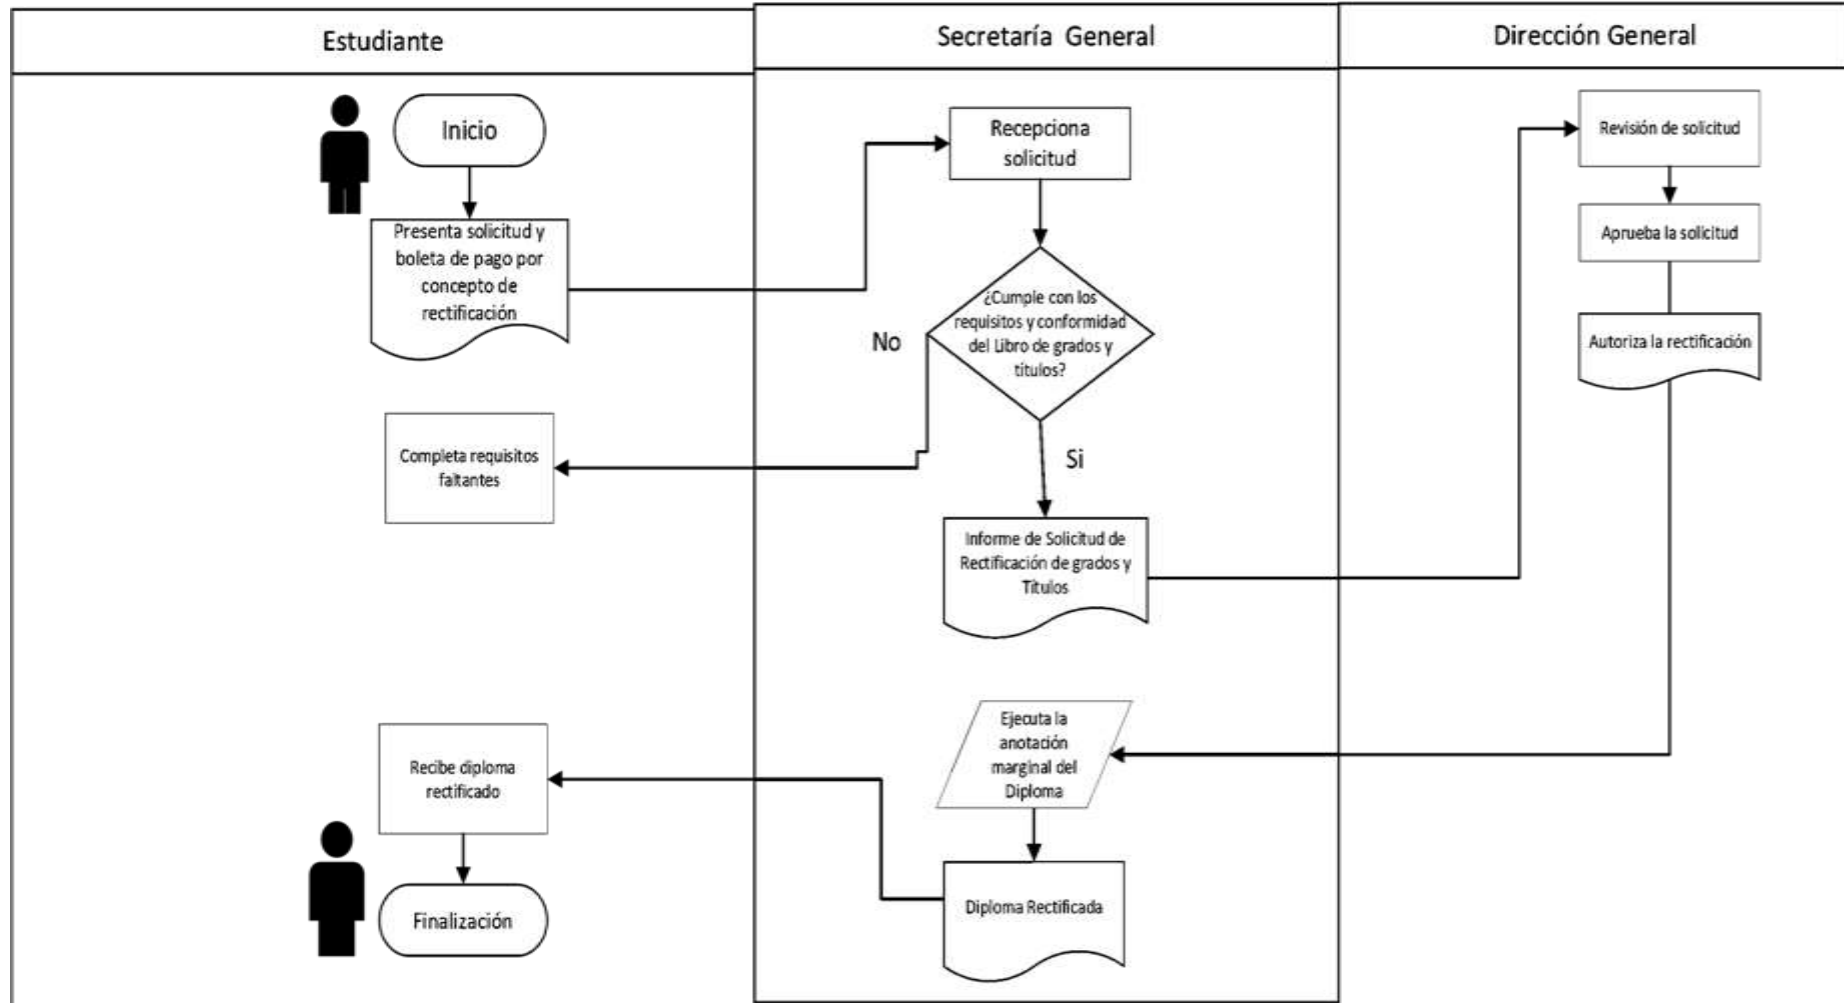 Estudiante
Secretaría General
Dirección General
Inicio
Presenta solicitud y
boleta de pago por
concepto de
rectificación
Recepciona
solicitud
¿Cumple con los
requisitos y conformidad
del Libro de grados y
titulos?
No
Si
Completa requisitos
faltantes
Informe de Solicitud de
Rectificación de grados y
Títulos
Revisión de solicitud
Aprueba la solicitud
Autoriza la rectificación
Ejecuta la
anotación
marginal del
Diploma
Diploma Rectificada
Recibe diploma
rectificado
Finalización